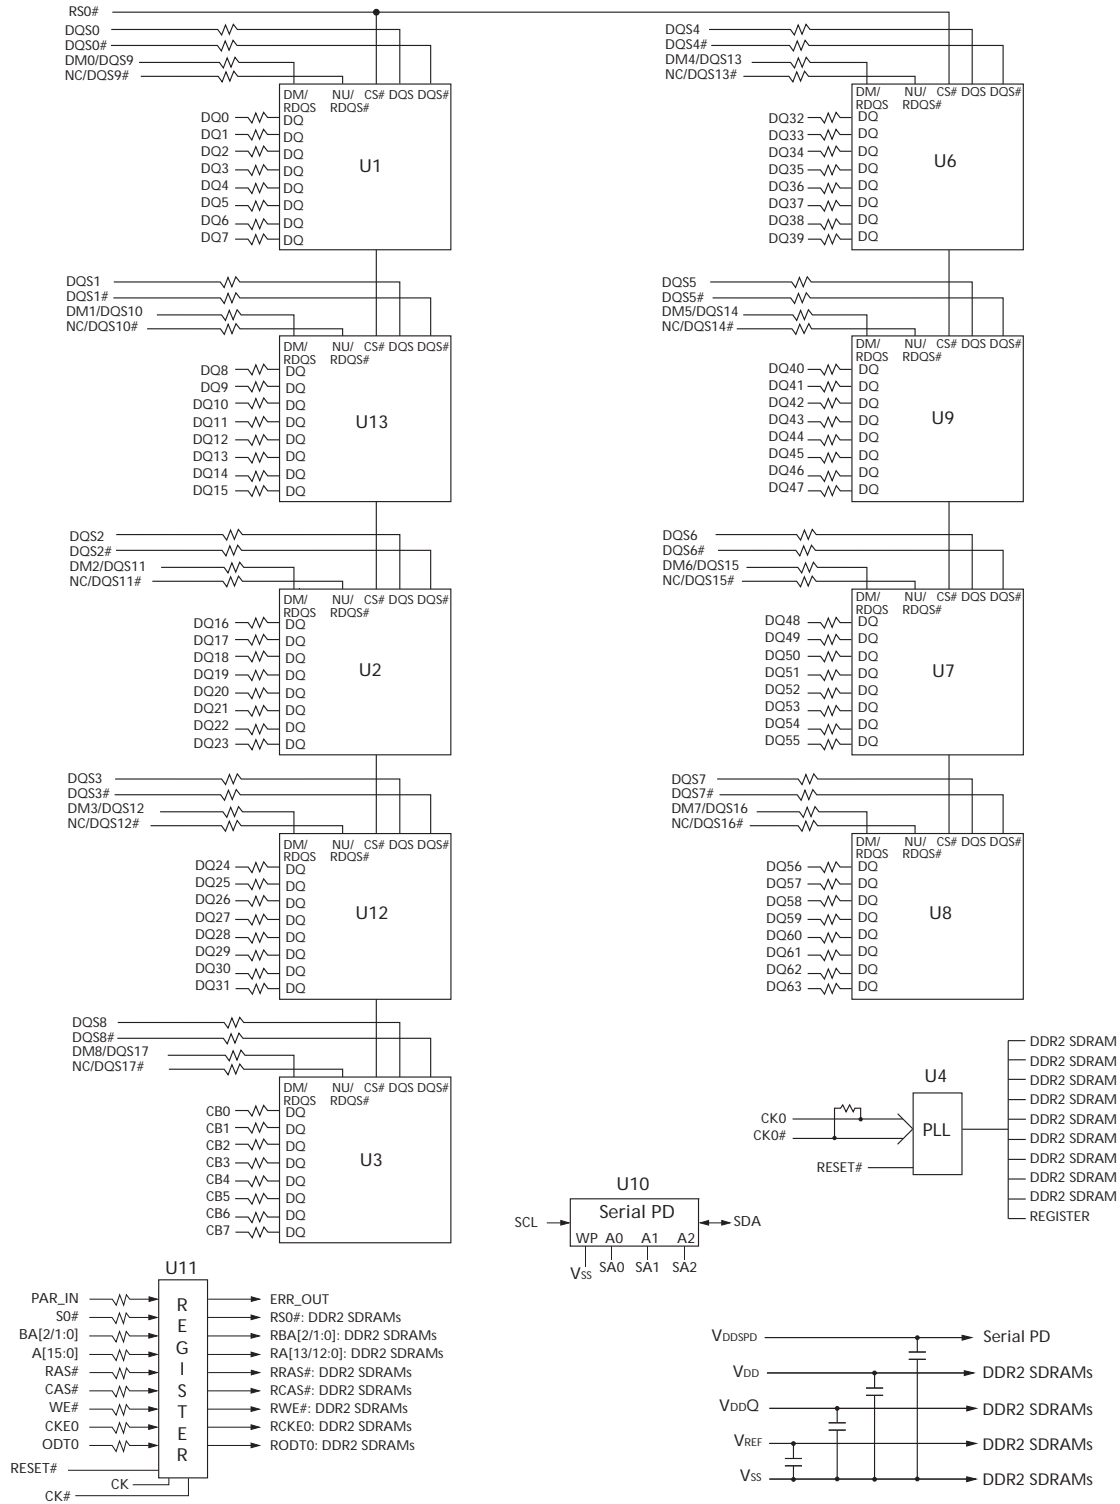 RS0#
DQS0
DQS0#
DM0/DQS9
NC/DQS9#
DM/ NU/ CS# DQS DQS#
RDQS RDQS#
DQ0 DQ
DQ1 DQ
DQ2 DQ
U1
DQ3 DQ
DQ4 DQ
DQ5 DQ
DQ6 DQ
DQ7 DQ
DQS1
DQS1#
DM1/DQS10
NC/DQS10#
DM/ NU/ CS# DQS DQS#
RDQS RDQS#
DQ8 DQ
DQ9 DQ
DQ10 DQ
DQ11 DQ
U13
DQ12 DQ
DQ13 DQ
DQ14 DQ
DQ15 DQ
DQS2
DQS2#
DM2/DQS11
NC/DQS11#
DM/ NU/ CS# DQS DQS#
RDQS RDQS#
DQ16 DQ
DQ17 DQ
DQ18 DQ
U2
DQ19 DQ
DQ20 DQ
DQ21 DQ
DQ22 DQ
DQ23 DQ
DQS3
DQS3#
DM3/DQS12
NC/DQS12#
DM/ NU/ CS# DQS DQS#
RDQS RDQS#
DQ24 DQ
DQ25 DQ
DQ26 DQ
U12
DQ27 DQ
DQ28 DQ
DQ29 DQ
DQ30 DQ
DQ31 DQ
DQS8
DQS8#
DM8/DQS17
NC/DQS17#
DM/ NU/ CS# DQS DQS#
RDQS RDQS#
CB0 DQ
CB1 DQ
CB2 DQ
U3
CB3 DQ
CB4 DQ
CB5 DQ
CB6 DQ
CB7 DQ
DQS4
DQS4#
DM4/DQS13
NC/DQS13#
DM/ NU/ CS# DQS DQS#
RDQS RDQS#
DQ32 DQ
DQ33 DQ
DQ34 DQ
U6
DQ35 DQ
DQ36 DQ
DQ37 DQ
DQ38 DQ
DQ39 DQ
DQS5
DQS5#
DM5/DQS14
NC/DQS14#
DM/ NU/ CS# DQS DQS#
RDQS RDQS#
DQ40 DQ
DQ41 DQ
DQ42 DQ
U9
DQ43 DQ
DQ44 DQ
DQ45 DQ
DQ46 DQ
DQ47 DQ
DQS6
DQS6#
DM6/DQS15
NC/DQS15#
DM/ NU/ CS# DQS DQS#
RDQS RDQS#
DQ48 DQ
DQ49 DQ
DQ50 DQ
U7
DQ51 DQ
DQ52 DQ
DQ53 DQ
DQ54 DQ
DQ55 DQ
DQS7
DQS7#
DM7/DQS16
NC/DQS16#
DM/ NU/ CS# DQS DQS#
RDQS RDQS#
DQ56 DQ
DQ57 DQ
DQ58 DQ
U8
DQ59 DQ
DQ60 DQ
DQ61 DQ
DQ62 DQ
DQ63 DQ
U4
CK0
CK0#
PLL
RESET#
DDR2 SDRAM
DDR2 SDRAM
DDR2 SDRAM
DDR2 SDRAM
DDR2 SDRAM
DDR2 SDRAM
DDR2 SDRAM
DDR2 SDRAM
DDR2 SDRAM
REGISTER
U10
Serial PD
SCL SDA
WP A0 A1 A2
VSS SA0 SA1 SA2
U11
REGISTER
PAR_IN ERR_OUT
S0# RS0#: DDR2 SDRAMs
BA[2/1:0] RBA[2/1:0]: DDR2 SDRAMs
A[15:0] RA[13/12:0]: DDR2 SDRAMs
RAS# RRAS#: DDR2 SDRAMs
CAS# RCAS#: DDR2 SDRAMs
WE# RWE#: DDR2 SDRAMs
CKE0 RCKE0: DDR2 SDRAMs
ODT0 RODT0: DDR2 SDRAMs
RESET#
CK
CK#
VDDSPD Serial PD
VDD DDR2 SDRAMs
VDDQ DDR2 SDRAMs
VREF DDR2 SDRAMs
VSS DDR2 SDRAMs